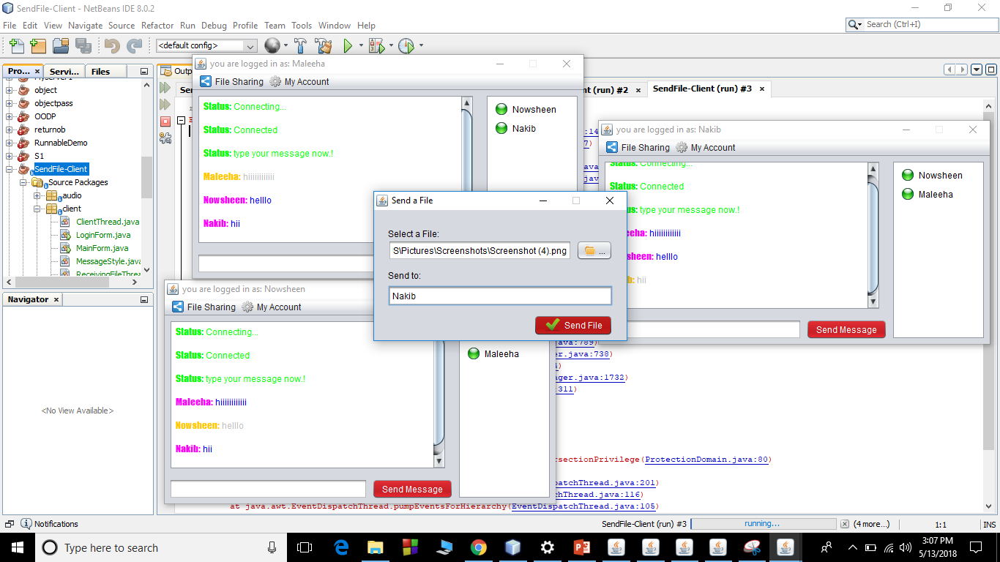 SendFile-Client - NetBeans IDE 8.0.2
File Edit View Navigate Source Refactor Run Debug Profile Team Tools Window Help
Search (Ctrl+I)
<default config>
Pro... × Servi... Files
object
objectpass
OODP
returnob
RunnableDemo
S1
SendFile-Client
Source Packages
audio
client
ClientThread.java
LoginForm.java
MainForm.java
MessageStyle.java
Navigator ×
<No View Available>
nt (run) #2 × SendFile-Client (run) #3 ×
you are logged in as: Maleeha
File Sharing My Account
Status: Connecting...
Status: Connected
Status: type your message now.!
Maleeha: hiiiiiiiiiiii
Nowsheen: helllo
Nakib: hii
Nowsheen
Nakib
you are logged in as: Nakib
File Sharing My Account
Status: Connecting...
Connected
us: type your message now.!
eeha: hiiiiiiiiiiii
sheen: helllo
b: hii
Send Message
Nowsheen
Maleeha
Send a File
Select a File:
S\Pictures\Screenshots\Screenshot (4).png
...
Send to:
Nakib
Send File
you are logged in as: Nowsheen
File Sharing My Account
Status: Connecting...
Status: Connected
Status: type your message now.!
Maleeha: hiiiiiiiiiiii
Nowsheen: helllo
Nakib: hii
Send Message
Maleeha
java:789)
er.java:738)
ager.java:1732)
311)
rsectionPrivilege(ProtectionDomain.java:80)
patchThread.java:201)
chThread.java:116)
at java.awt.EventDispatchThread.pumpEventsForHierarchy(EventDispatchThread.java:105)
Notifications
SendFile-Client (run) #3 running... (4 more...) 1:1 INS
Type here to search
3:07 PM
5/13/2018